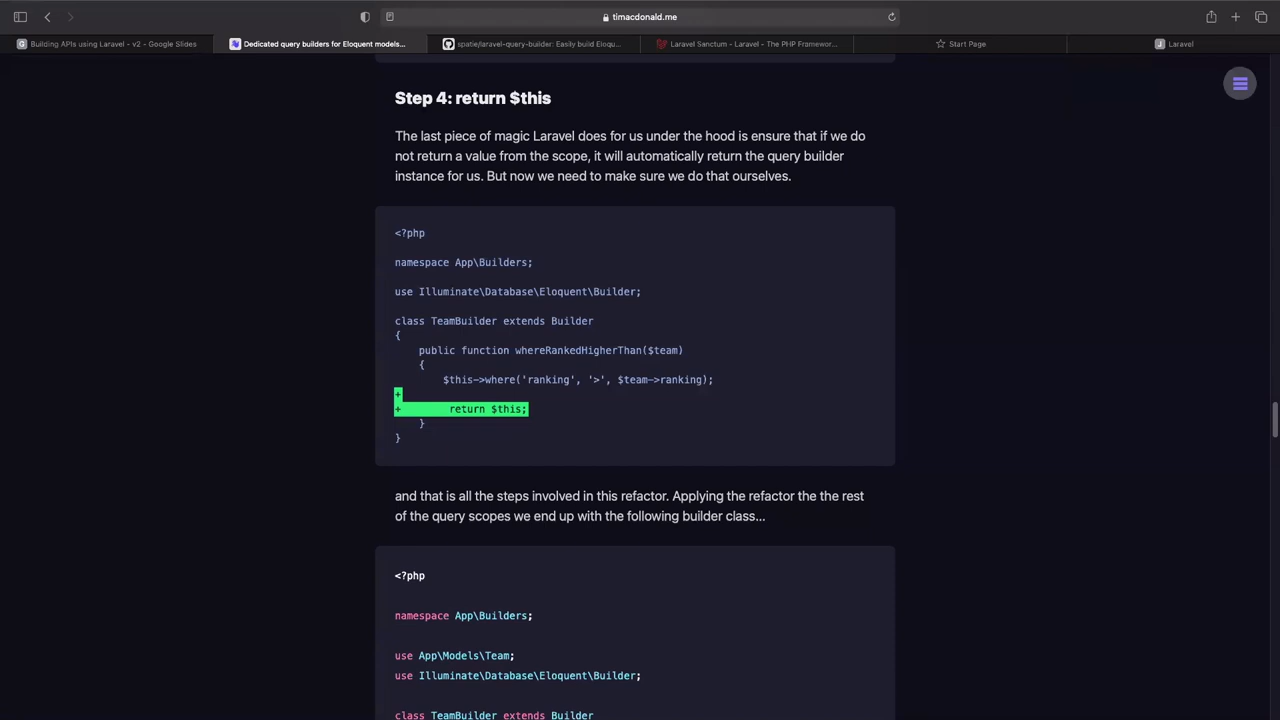 timacdonald.me
Building APIs using Laravel - v2 - Google Slides
Dedicated query builders for Eloquent models...
spatie/laravel-query-builder: Easily build Eloqu...
Laravel Sanctum - Laravel - The PHP Framewor...
Start Page
J Laravel
Step 4: return $this
The last piece of magic Laravel does for us under the hood is ensure that if we do
not return a value from the scope, it will automatically return the query builder
instance for us. But now we need to make sure we do that ourselves.
<?php
namespace App\Builders;
use Illuminate\Database\Eloquent\Builder;
class TeamBuilder extends Builder
{
public function whereRankedHigherThan($team)
{
$this->where('ranking', '>', $team->ranking);
+
+ return $this;
}
}
and that is all the steps involved in this refactor. Applying the refactor the the rest
of the query scopes we end up with the following builder class...
<?php
namespace App\Builders;
use App\Models\Team;
use Illuminate\Database\Eloquent\Builder;
class TeamBuilder extends Builder